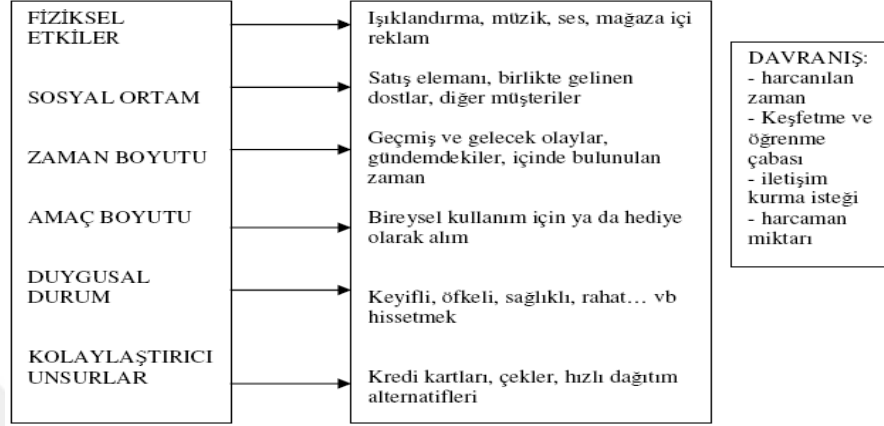 FİZİKSEL
ETKİLER
SOSYAL ORTAM
ZAMAN BOYUTU
AMAÇ BOYUTU
DUYGUSAL
DURUM
KOLAYLAŞTIRICI
UNSURLAR
Işıklandırma, müzik, ses, mağaza içi
reklam
Satış elemanı, birlikte gelinen
dostlar, diğer müşteriler
Geçmiş ve gelecek olaylar,
gündemdekiler, içinde bulunulan
zaman
Bireysel kullanım için ya da hediye
olarak alım
Keyifli, öfkeli, sağlıklı, rahat… vb
hissetmek
Kredi kartları, çekler, hızlı dağıtım
alternatifleri
DAVRANIŞ:
- harcanılan
zaman
- Keşfetme ve
öğrenme
çabası
- iletişim
kurma isteği
- harcaman
miktarı